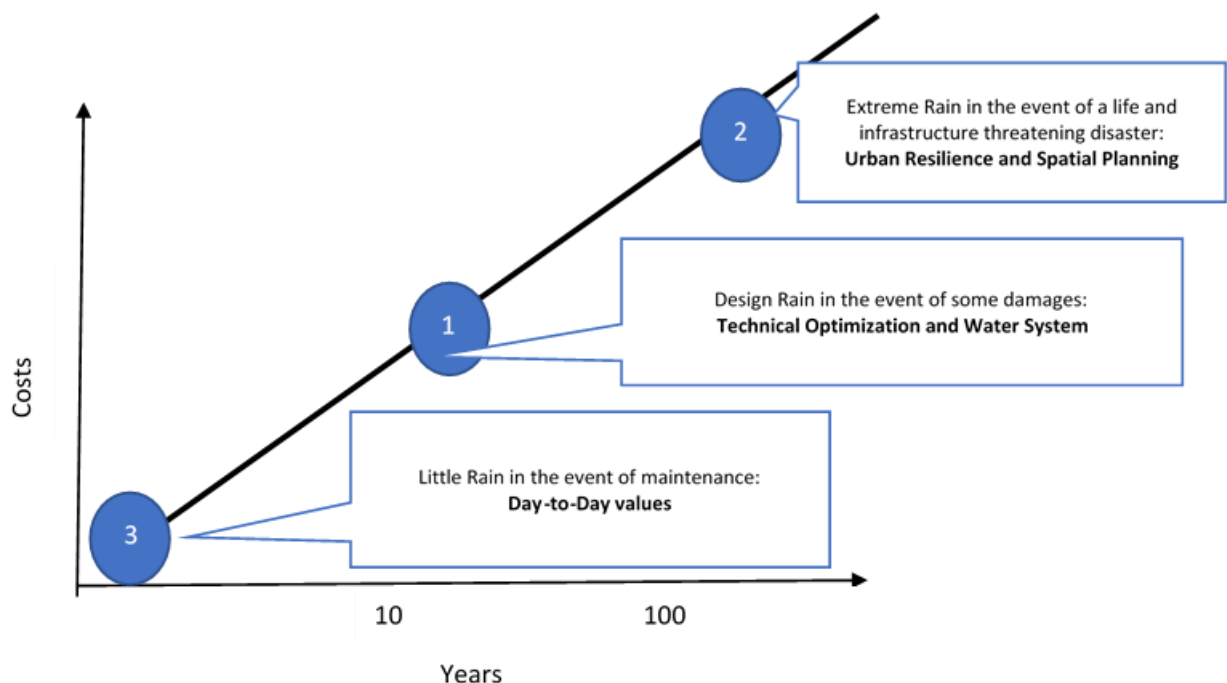 2
Extreme Rain in the event of a life and
infrastructure threatening disaster:
Urban Resilience and Spatial Planning
1
Design Rain in the event of some damages:
Technical Optimization and Water System
Costs
3
Little Rain in the event of maintenance:
Day-to-Day values
10
100
Years